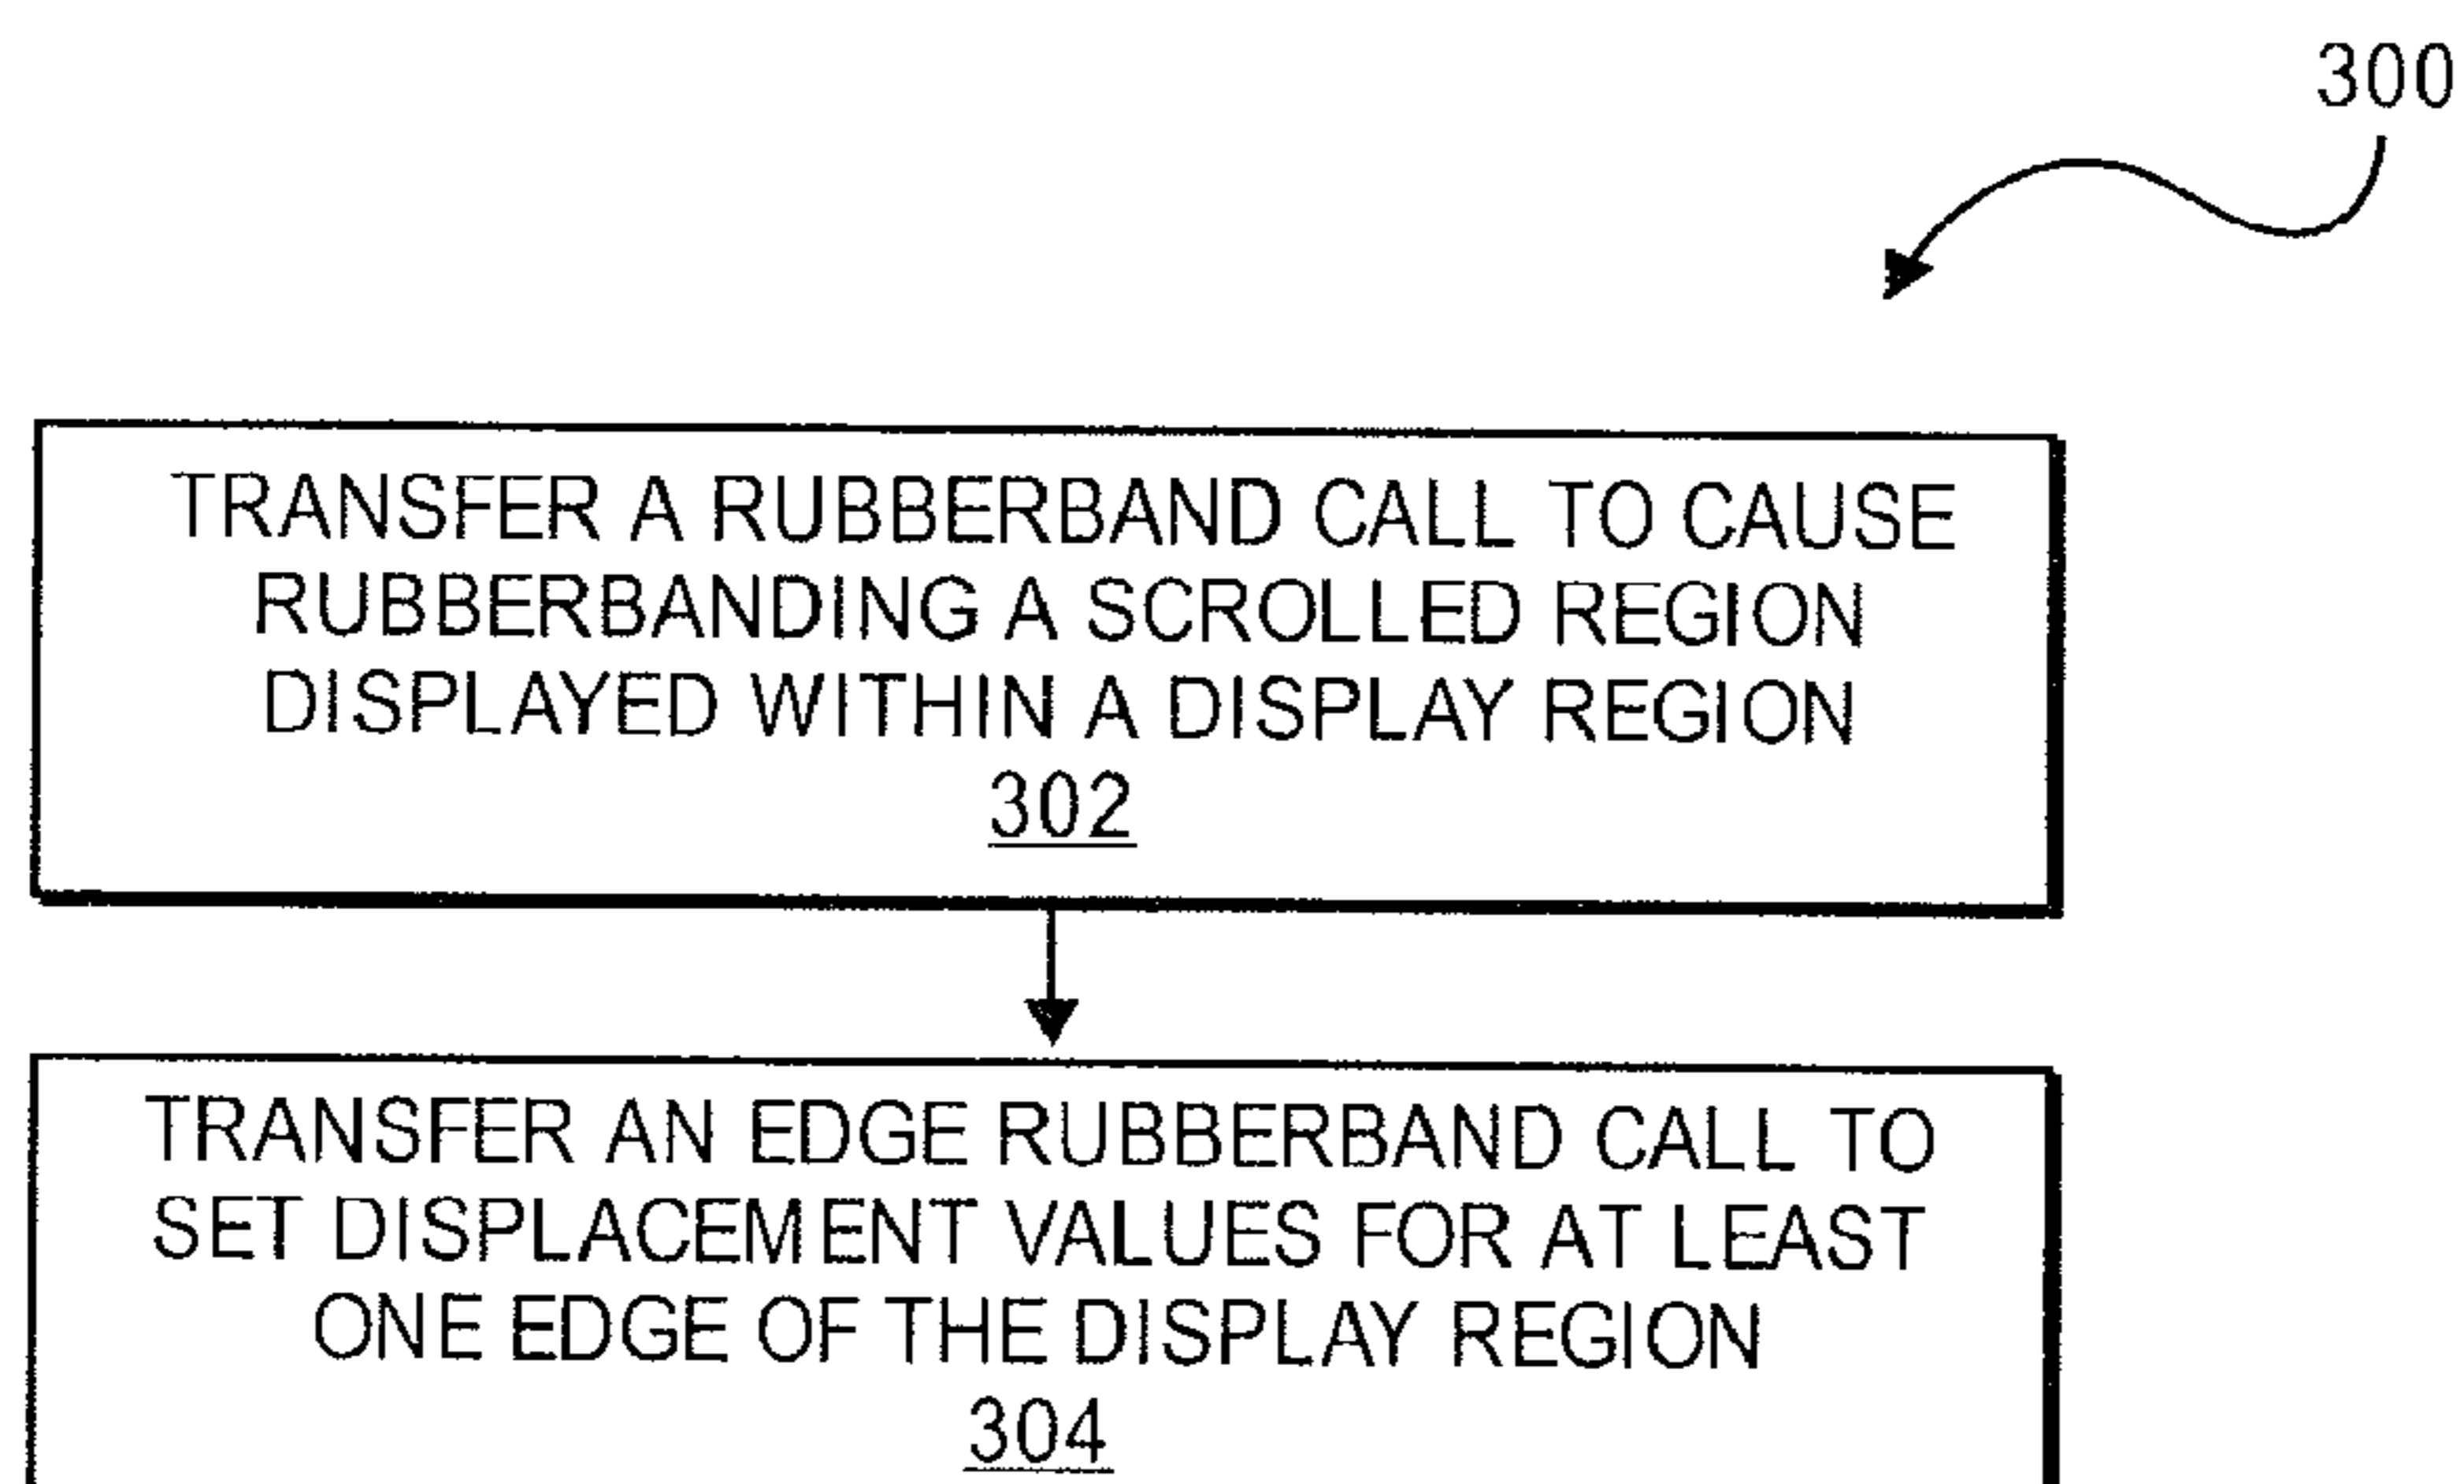 300
TRANSFER A RUBBERBAND CALL TO CAUSE
RUBBERBANDING A SCROLLED REGION
DISPLAYED WITHIN A DISPLAY REGION
302
TRANSFER AN EDGE RUBBERBAND CALL TO
SET DISPLACEMENT VALUES FOR AT LEAST
ONE EDGE OF THE DISPLAY REGION
304